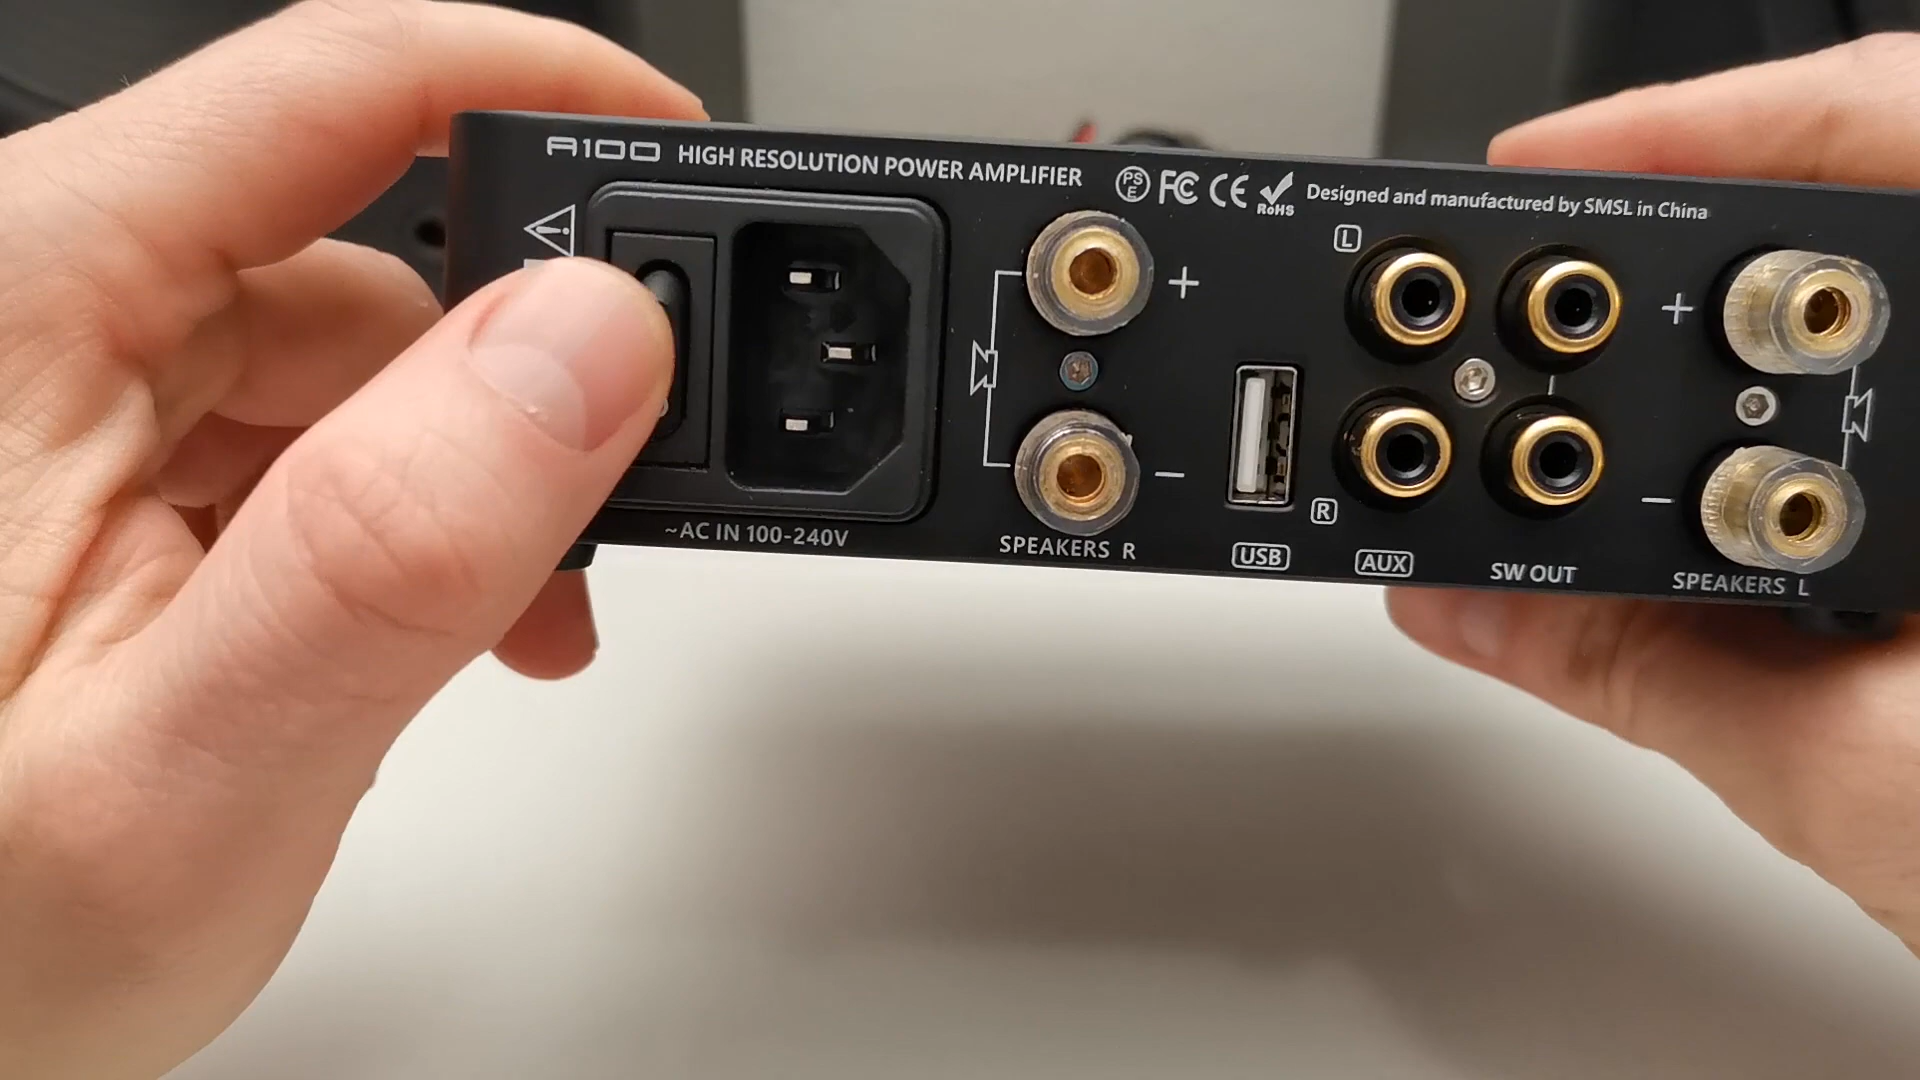 A100 HIGH RESOLUTION POWER AMPLIFIER
PS E FC CE RoHS Designed and manufactured by SMSL in China
L
+
+
−
−
R
~AC IN 100-240V
SPEAKERS R
USB
AUX
SW OUT
SPEAKERS L